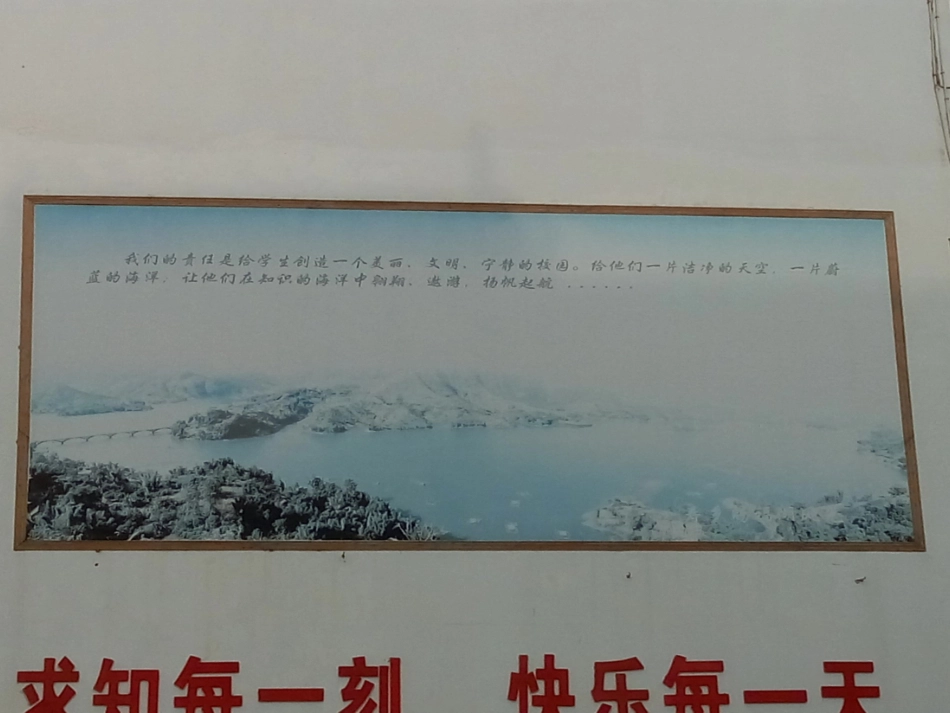 我们的责任是给学生创造一个美丽、文明、宁静的校园。给他们一片洁净的天空，一片蔚
蓝的海洋，让他们在知识的海洋中翱翔、遨游，扬帆起航......
求知每一刻 快乐每一天